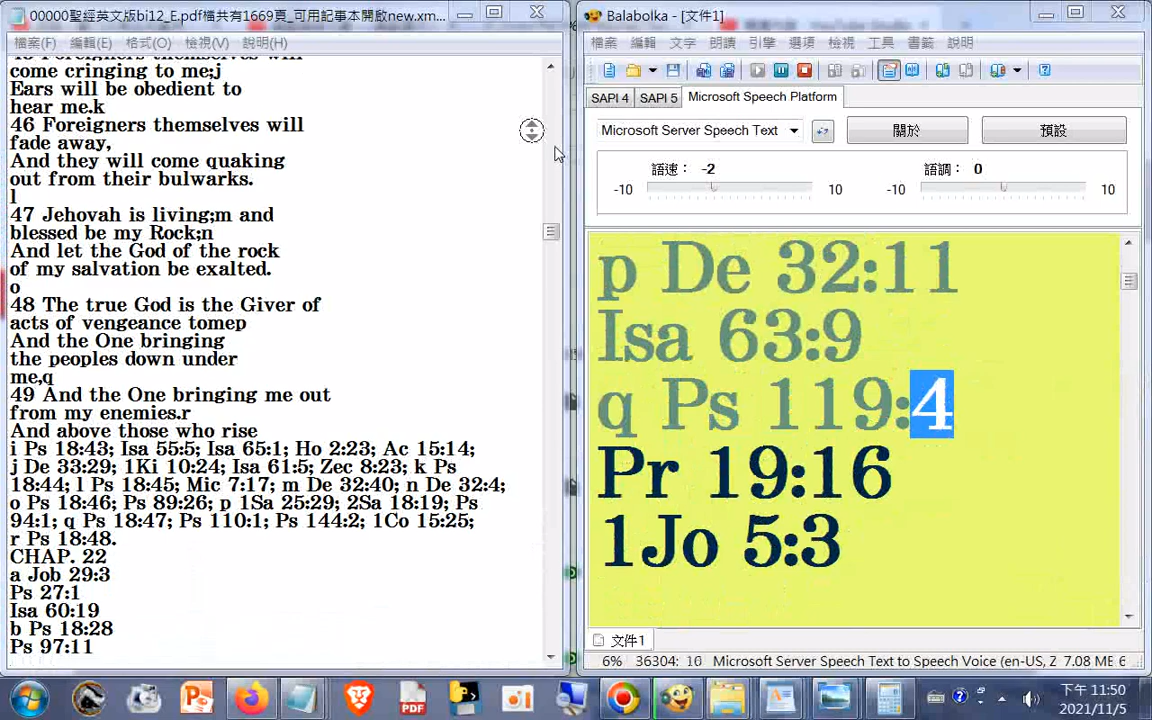 00000聖經英文版bi12_E.pdf檔共有1669頁_可用記事本開啟new.xm...
檔案(F) 編輯(E) 格式(O) 檢視(V) 說明(H)
come cringing to me;j
Ears will be obedient to
hear me.k
46 Foreigners themselves will
fade away,
And they will come quaking
out from their bulwarks.
l
47 Jehovah is living;m and
blessed be my Rock;n
And let the God of the rock
of my salvation be exalted.
o
48 The true God is the Giver of
acts of vengeance tomep
And the One bringing
the peoples down under
me,q
49 And the One bringing me out
from my enemies.r
And above those who rise
i Ps 18:43; Isa 55:5; Isa 65:1; Ho 2:23; Ac 15:14;
j De 33:29; 1Ki 10:24; Isa 61:5; Zec 8:23; k Ps
18:44; l Ps 18:45; Mic 7:17; m De 32:40; n De 32:4;
o Ps 18:46; Ps 89:26; p 1Sa 25:29; 2Sa 18:19; Ps
94:1; q Ps 18:47; Ps 110:1; Ps 144:2; 1Co 15:25;
r Ps 18:48.
CHAP. 22
a Job 29:3
Ps 27:1
Isa 60:19
b Ps 18:28
Ps 97:11
Balabolka - [文件1]
檔案 編輯 文字 朗讀 引擎 選項 檢視 工具 書籤 說明
SAPI 4 SAPI 5 Microsoft Speech Platform
Microsoft Server Speech Text 關於 預設
語速: -2 語調: 0
-10 10 -10 10
p De 32:11
Isa 63:9
q Ps 119:4
Pr 19:16
1Jo 5:3
文件1
6% 36304: 10 Microsoft Server Speech Text to Speech Voice (en-US, Z 7.08 MB 6
PDF
下午 11:50
2021/11/5